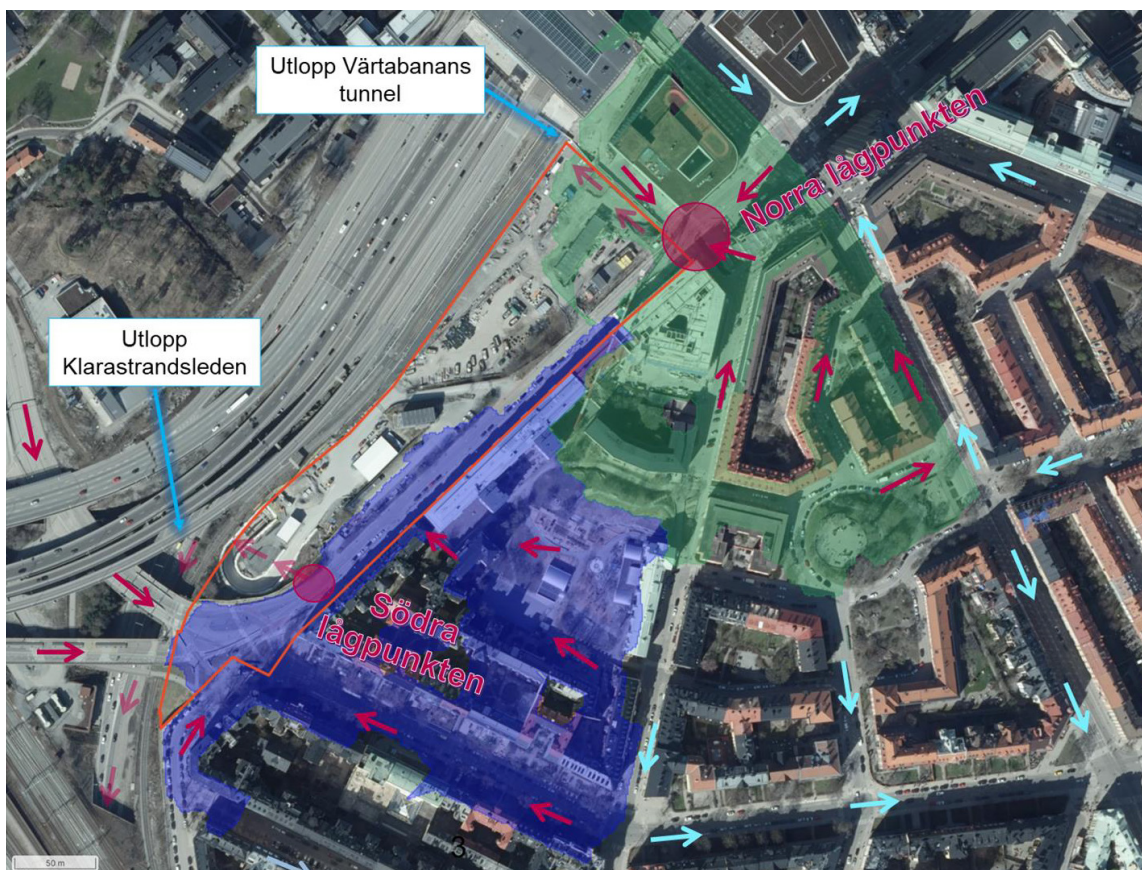 Utlopp Värtabanans
tunnel
Norra lågpunkten
Utlopp
Klarastrandsleden
Södra
lågpunkten
3
50 m